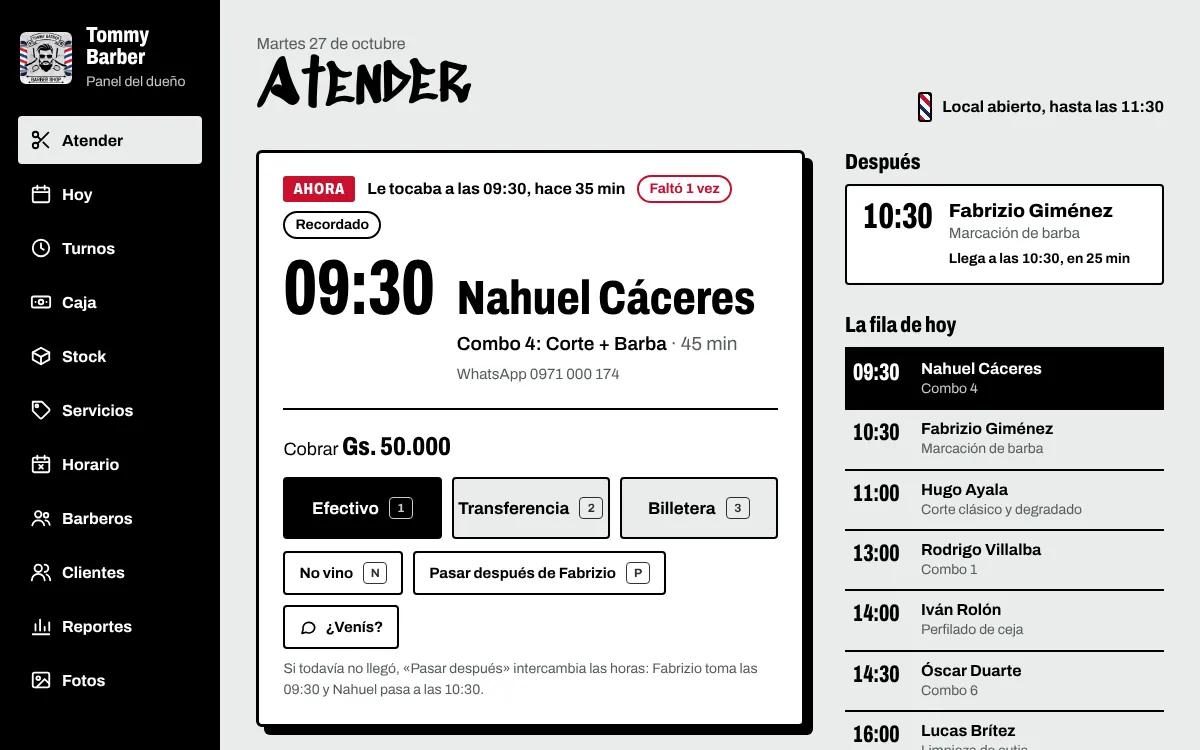 Tommy
Barber
Panel del dueño
Atender
Hoy
Turnos
Caja
Stock
Servicios
Horario
Barberos
Clientes
Reportes
Fotos
Martes 27 de octubre
ATENDER
Local abierto, hasta las 11:30
AHORA Le tocaba a las 09:30, hace 35 min Faltó 1 vez
Recordado
09:30 Nahuel Cáceres
Combo 4: Corte + Barba · 45 min
WhatsApp 0971 000 174
Cobrar Gs. 50.000
Efectivo 1 Transferencia 2 Billetera 3
No vino N Pasar después de Fabrizio P
¿Venís?
Si todavía no llegó, «Pasar después» intercambia las horas: Fabrizio toma las
09:30 y Nahuel pasa a las 10:30.
Después
10:30 Fabrizio Giménez
Marcación de barba
Llega a las 10:30, en 25 min
La fila de hoy
09:30 Nahuel Cáceres
Combo 4
10:30 Fabrizio Giménez
Marcación de barba
11:00 Hugo Ayala
Corte clásico y degradado
13:00 Rodrigo Villalba
Combo 1
14:00 Iván Rolón
Perfilado de ceja
14:30 Óscar Duarte
Combo 6
16:00 Lucas Brítez